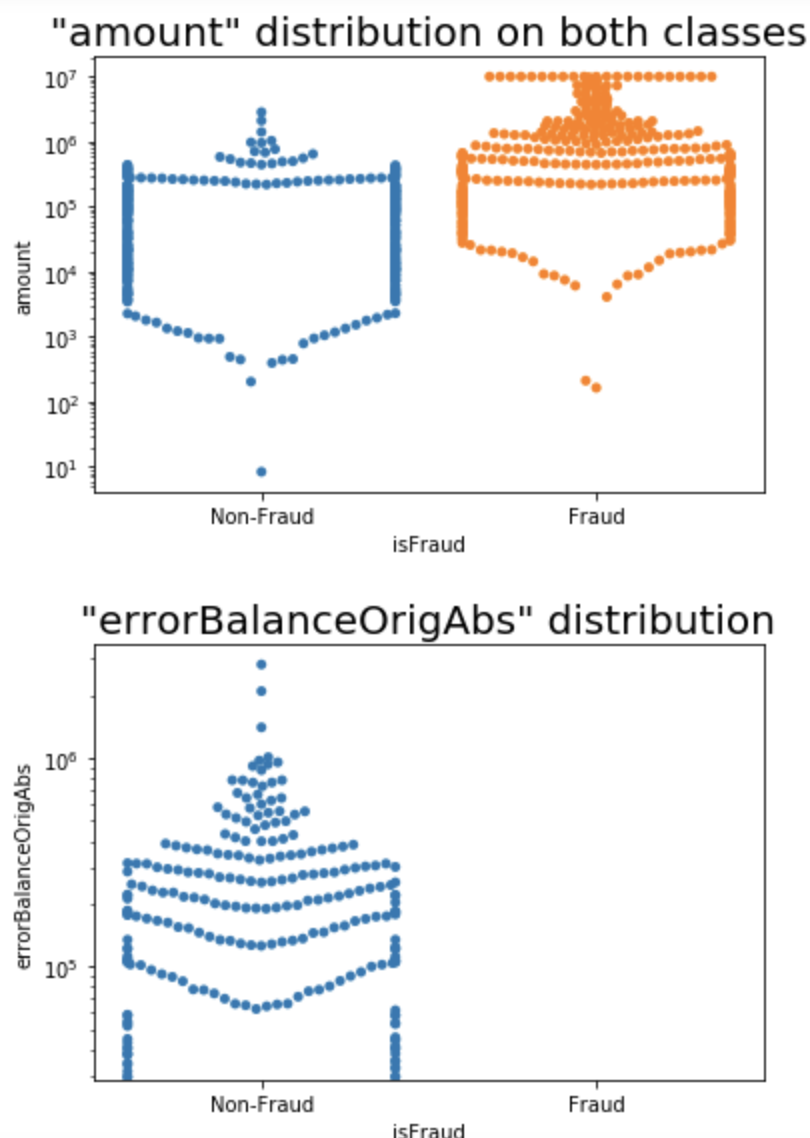 "amount" distribution on both classes
10⁷
10⁶
10⁵
10⁴
10³
10²
10¹
amount
Non-Fraud Fraud
isFraud
"errorBalanceOrigAbs" distribution
10⁶
10⁵
errorBalanceOrigAbs
Non-Fraud Fraud
isFraud